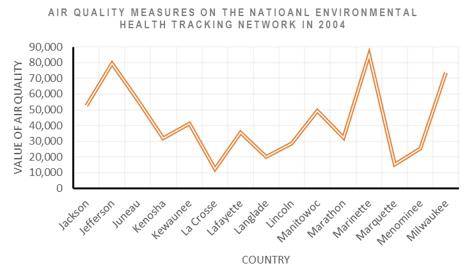 AIR QUALITY MEASURES ON THE NATIOANL ENVIRONMENTAL
HEALTH TRACKING NETWORK IN 2004
VALUE OF AIR QUALITY
90,000
80,000
70,000
60,000
50,000
40,000
30,000
20,000
10,000
0
Jackson
Jefferson
Juneau
Kenosha
Kewaunee
La Crosse
Lafayette
Langlade
Lincoln
Manitowoc
Marathon
Marinette
Marquette
Menominee
Milwaukee
COUNTRY